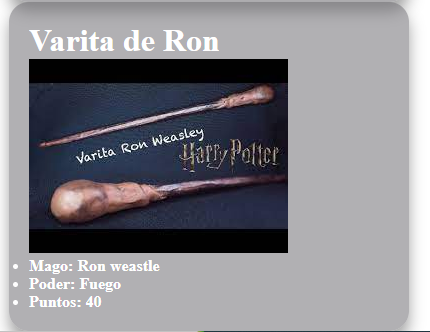 Varita de Ron
Varita Ron Weasley
Harry Potter
Mago: Ron weastle
Poder: Fuego
Puntos: 40